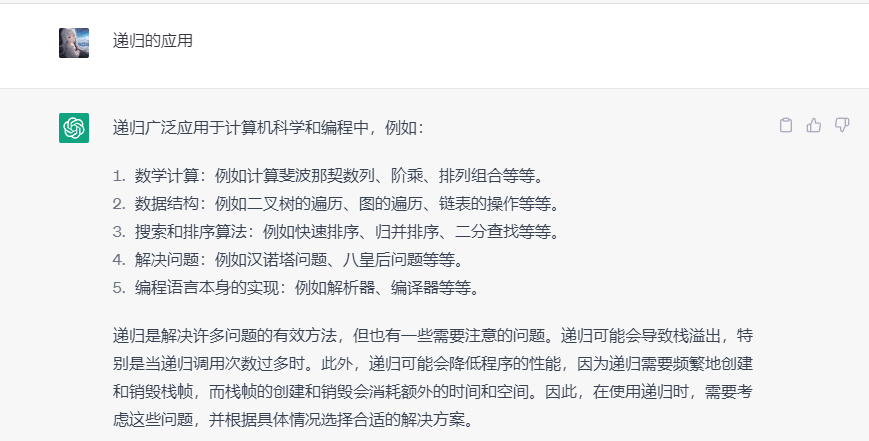 递归的应用
递归广泛应用于计算机科学和编程中，例如：
1. 数学计算：例如计算斐波那契数列、阶乘、排列组合等等。
2. 数据结构：例如二叉树的遍历、图的遍历、链表的操作等等。
3. 搜索和排序算法：例如快速排序、归并排序、二分查找等等。
4. 解决问题：例如汉诺塔问题、八皇后问题等等。
5. 编程语言本身的实现：例如解析器、编译器等等。
递归是解决许多问题的有效方法，但也有一些需要注意的问题。递归可能会导致栈溢出，特
别是当递归调用次数过多时。此外，递归可能会降低程序的性能，因为递归需要频繁地创建
和销毁栈帧，而栈帧的创建和销毁会消耗额外的时间和空间。因此，在使用递归时，需要考
虑这些问题，并根据具体情况选择合适的解决方案。